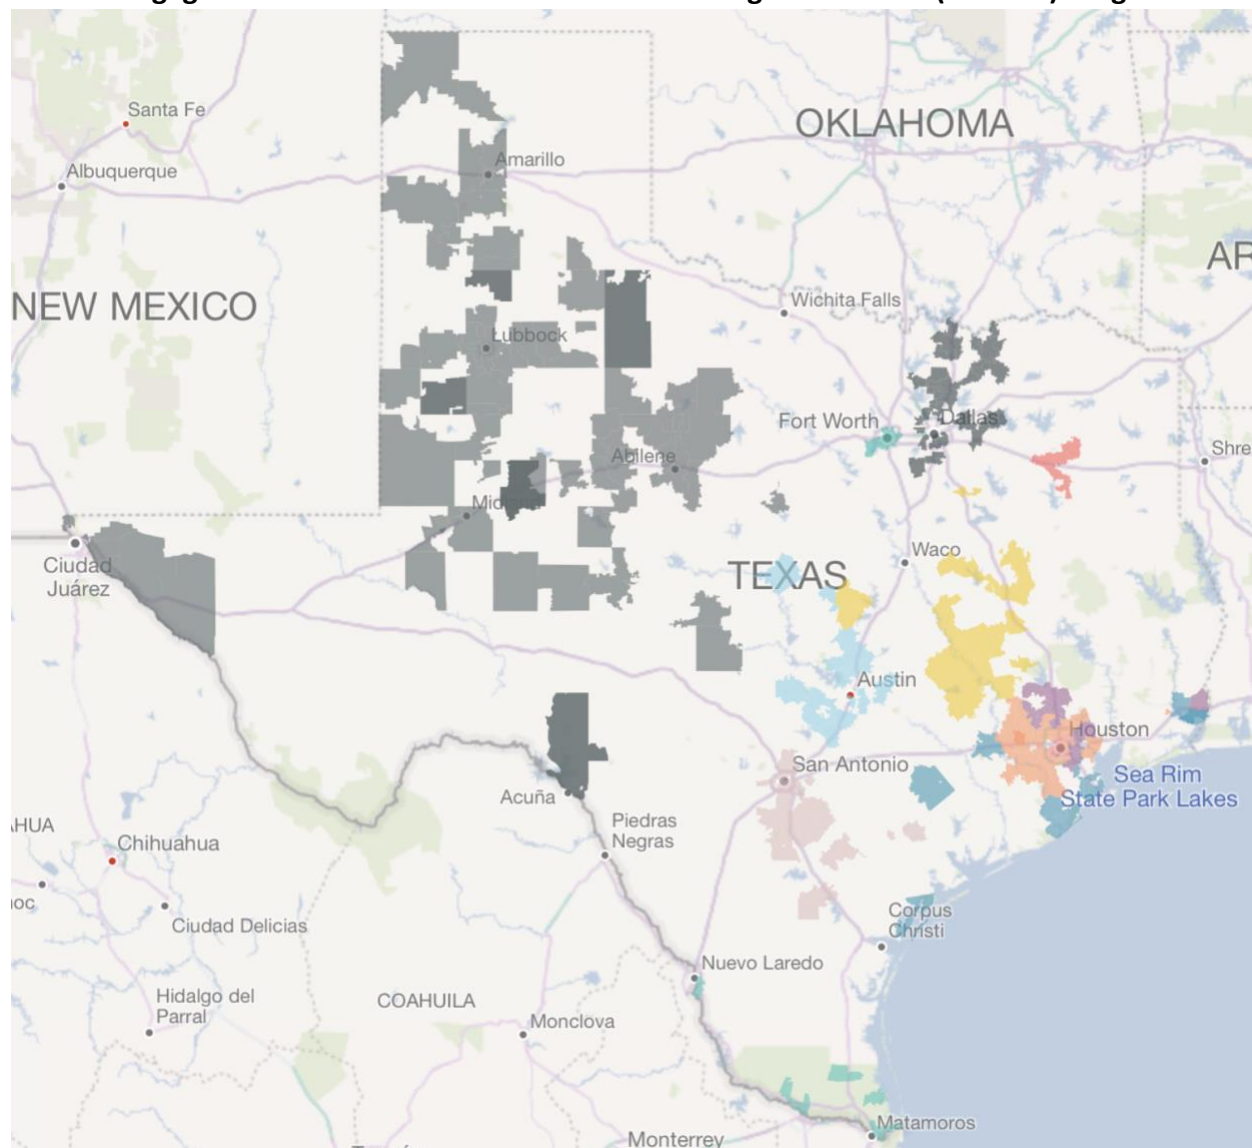 Santa Fe
Amarillo
OKLAHOMA
Albuquerque
AR
NEW MEXICO
Wichita Falls
Lubbock
Fort Worth
Dallas
Abilene
Shre
Ciudad
Juárez
Waco
TEXAS
Austin
Houston
San Antonio
Sea Rim
State Park Lakes
Acuña
Piedras
Negras
AHUA
Chihuahua
Corpus
Christi
Ciudad Delicias
Nuevo Laredo
Hidalgo del
Parral
COAHUILA
Monclova
Matamoros
Monterrey